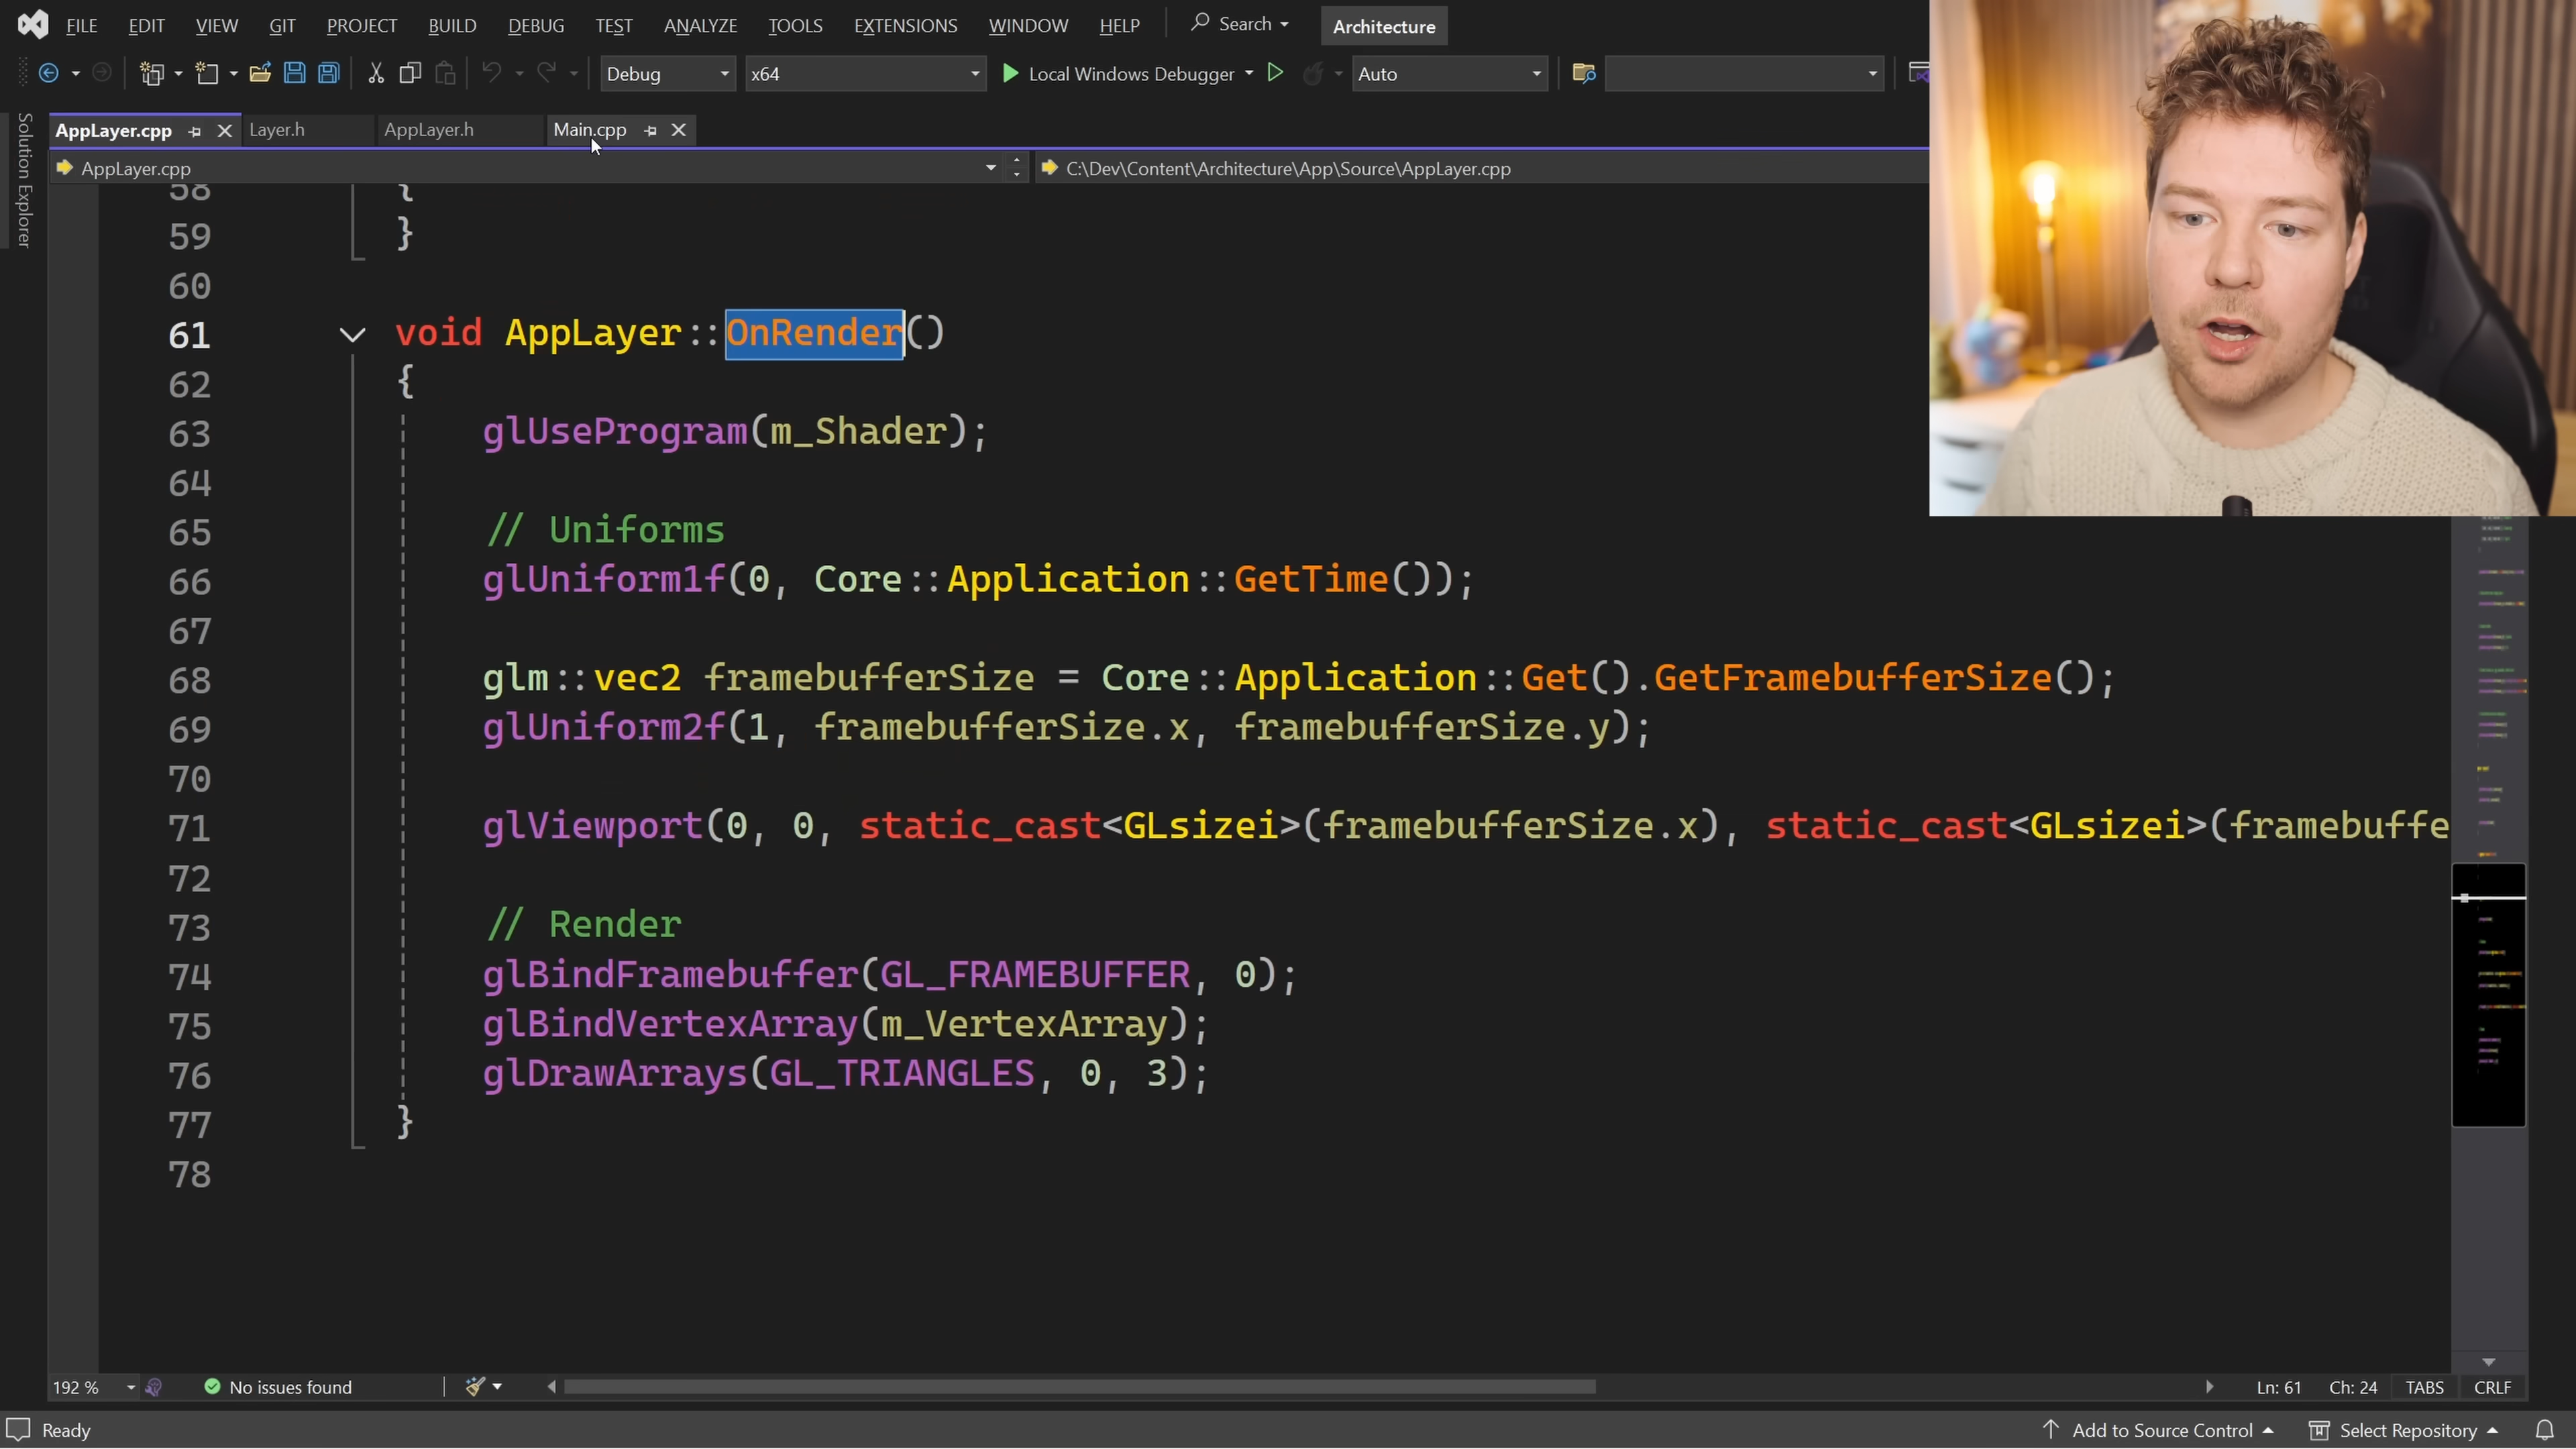 FILE EDIT VIEW GIT PROJECT BUILD DEBUG TEST ANALYZE TOOLS EXTENSIONS WINDOW HELP Search Architecture
Debug x64 Local Windows Debugger Auto
Solution Explorer
AppLayer.cpp Layer.h AppLayer.h Main.cpp
AppLayer.cpp C:\Dev\Content\Architecture\App\Source\AppLayer.cpp
58 {
59 }
60
61 void AppLayer::OnRender()
62 {
63 glUseProgram(m_Shader);
64
65 // Uniforms
66 glUniform1f(0, Core::Application::GetTime());
67
68 glm::vec2 framebufferSize = Core::Application::Get().GetFramebufferSize();
69 glUniform2f(1, framebufferSize.x, framebufferSize.y);
70
71 glViewport(0, 0, static_cast<GLsizei>(framebufferSize.x), static_cast<GLsizei>(framebuffe
72
73 // Render
74 glBindFramebuffer(GL_FRAMEBUFFER, 0);
75 glBindVertexArray(m_VertexArray);
76 glDrawArrays(GL_TRIANGLES, 0, 3);
77 }
78
192 % No issues found Ln: 61 Ch: 24 TABS CRLF
Ready Add to Source Control Select Repository